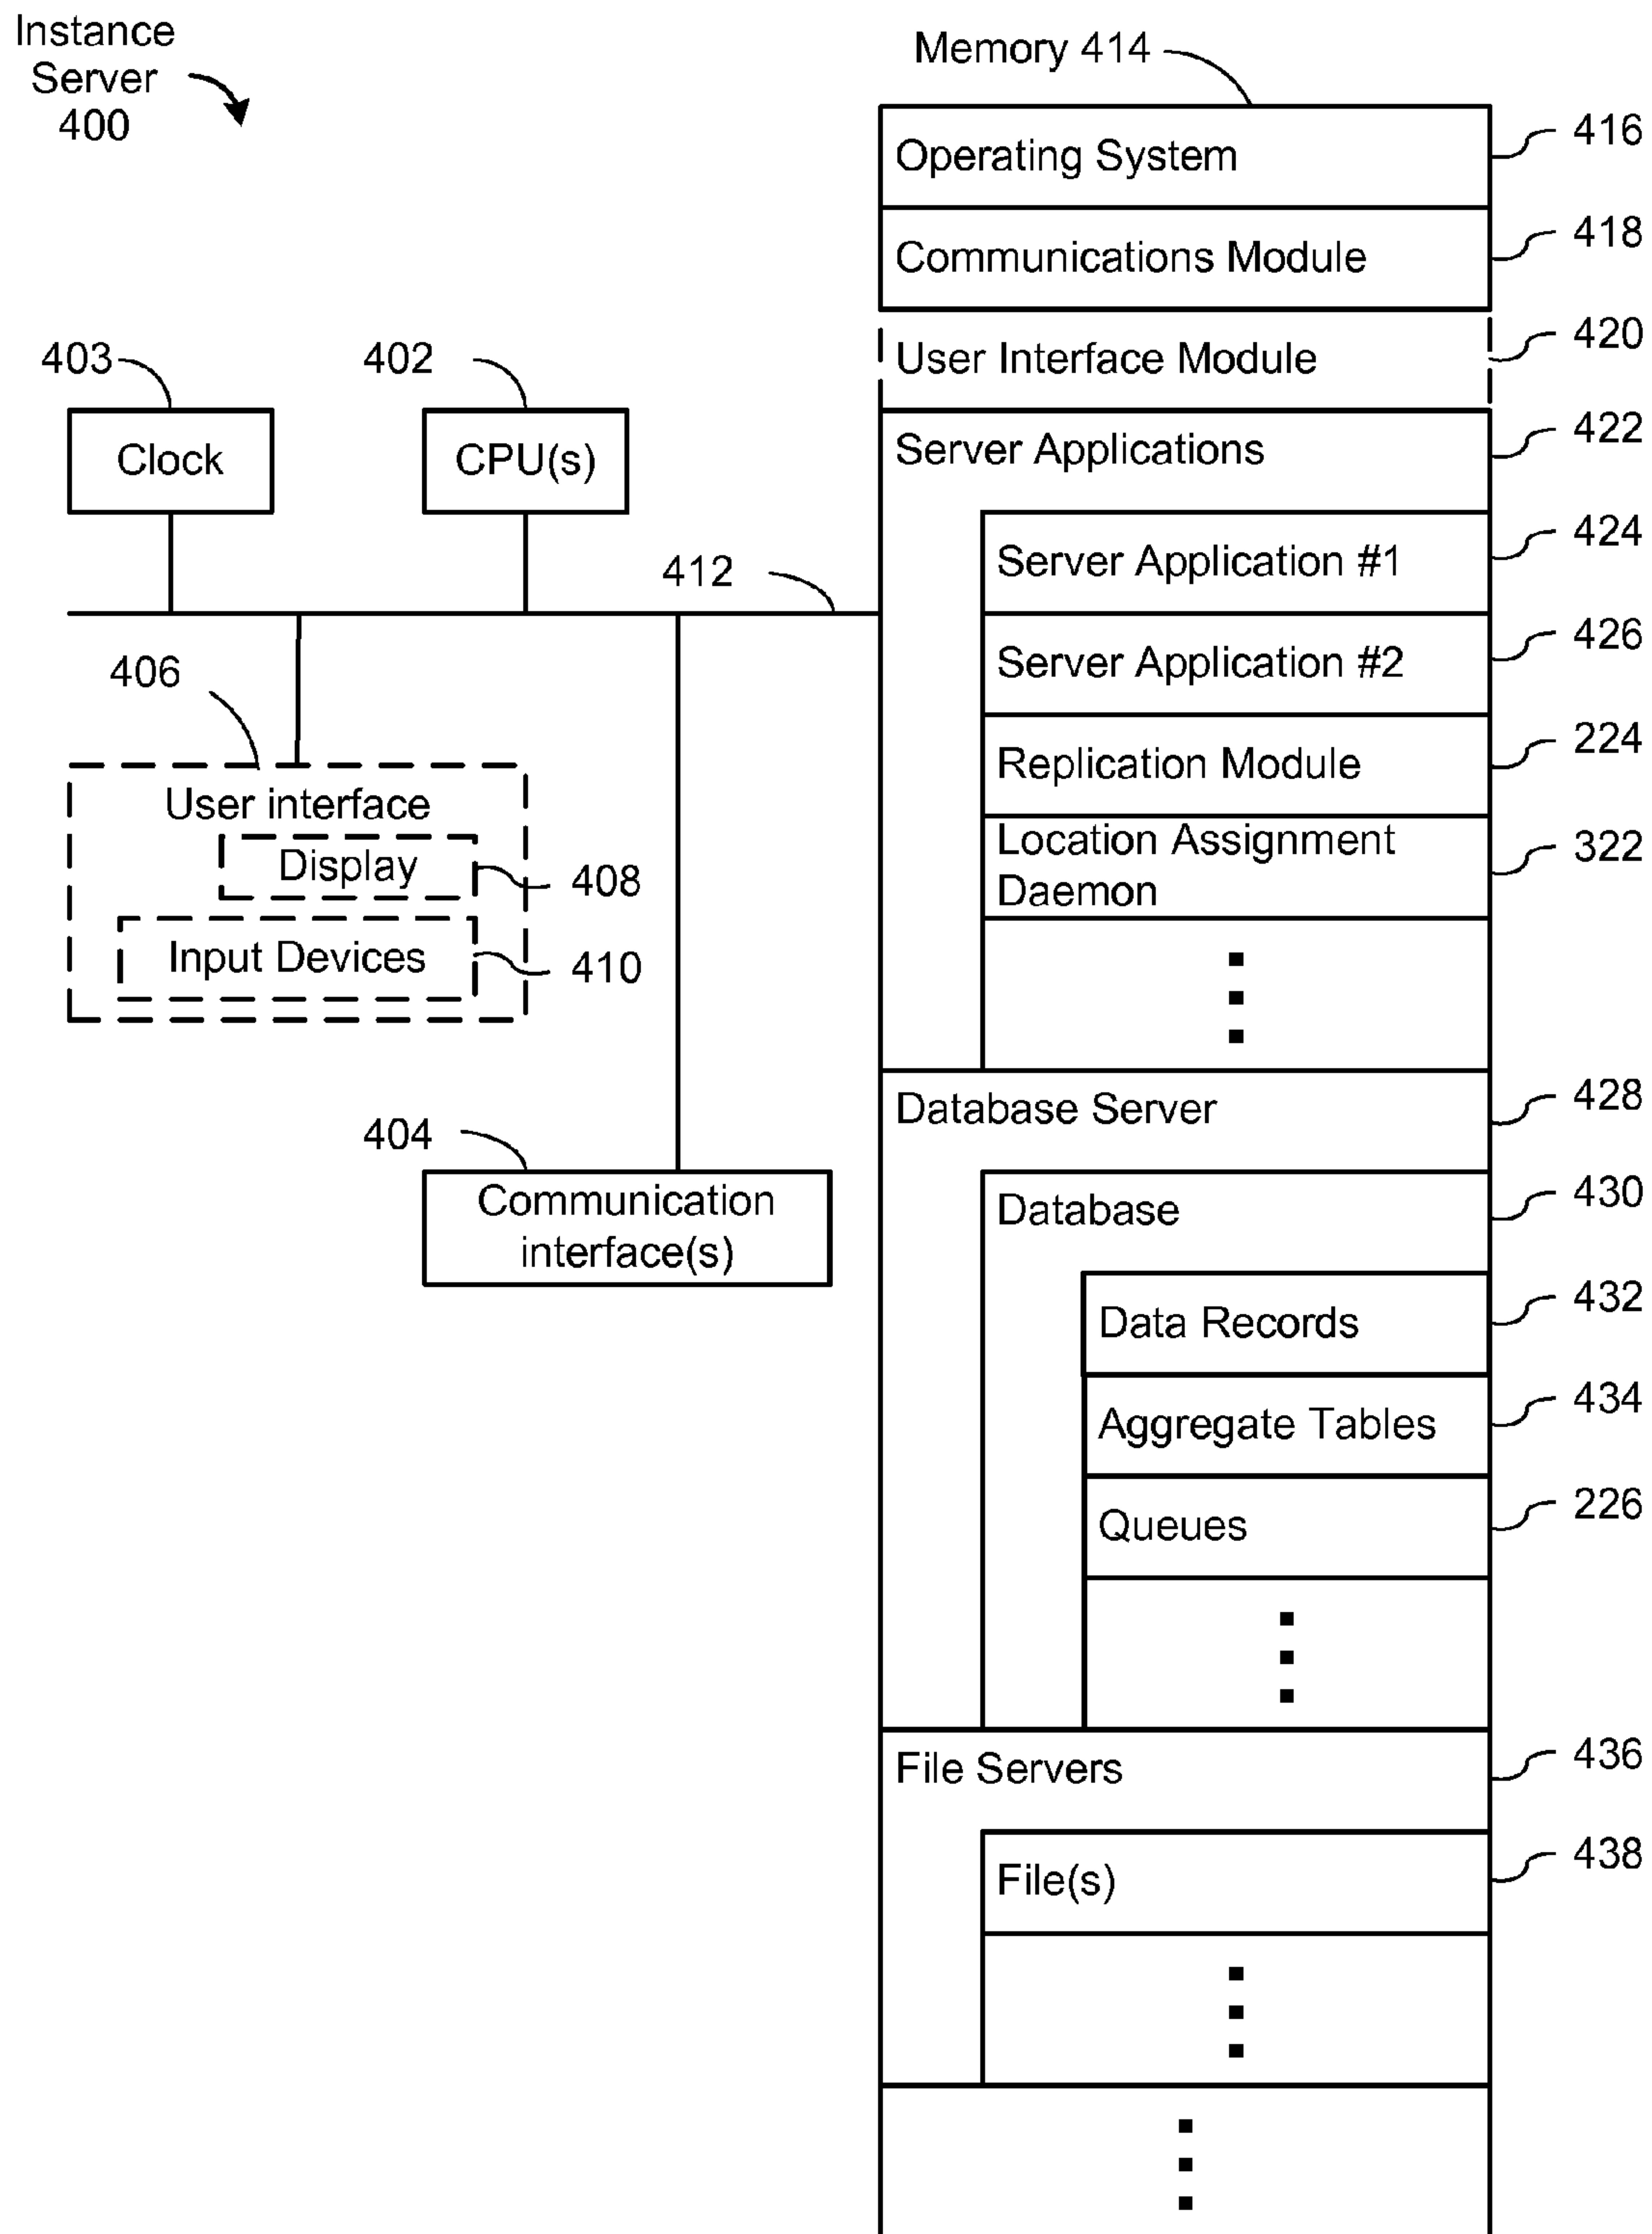 Instance
Server
400
Memory 414
Operating System
416
Communications Module
418
User Interface Module
420
403
402
Clock
CPU(s)
Server Applications
422
Server Application #1
424
412
Server Application #2
426
406
Replication Module
224
User interface
Display
408
Input Devices
410
Location Assignment
Daemon
322
Database Server
428
404
Communication
interface(s)
Database
430
Data Records
432
Aggregate Tables
434
Queues
226
File Servers
436
File(s)
438